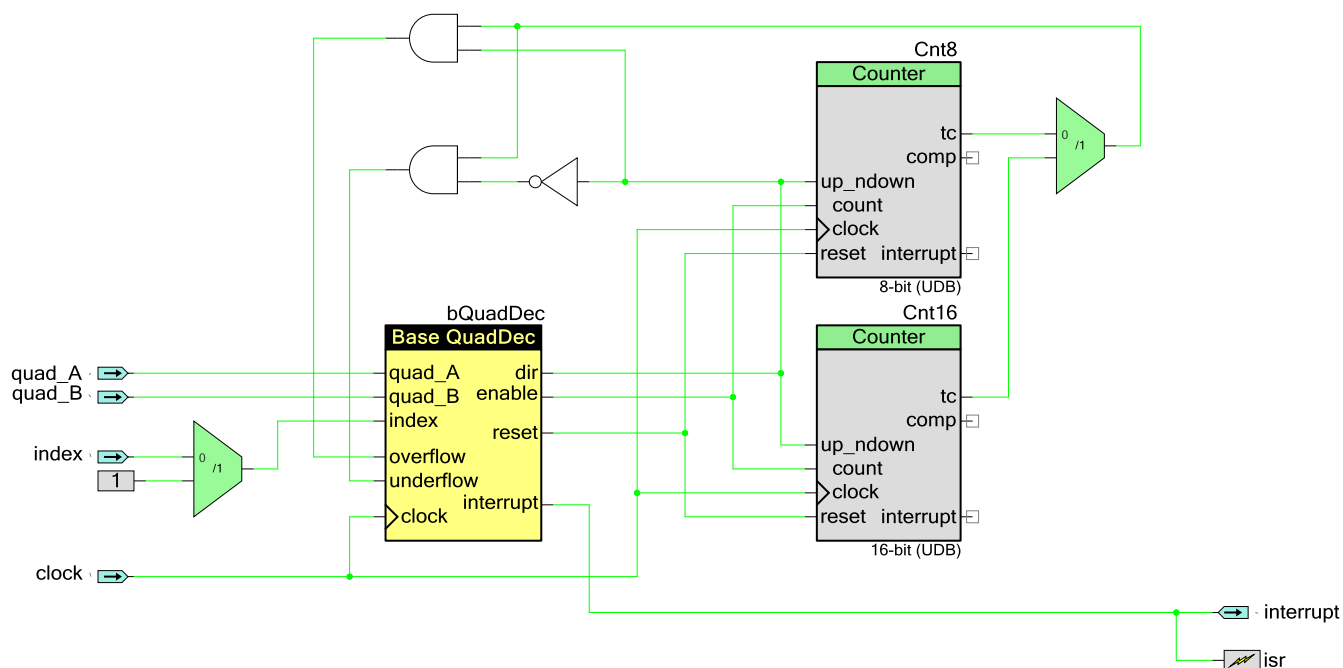 Cnt8
Counter
tc
comp
up_ndown
count
clock
reset interrupt
8-bit (UDB)
0
/1
bQuadDec
Base QuadDec
quad_A
quad_B
index
overflow
underflow
clock
dir
enable
reset
interrupt
Cnt16
Counter
tc
comp
up_ndown
count
clock
reset interrupt
16-bit (UDB)
quad_A
quad_B
index
1
0
/1
clock
interrupt
isr